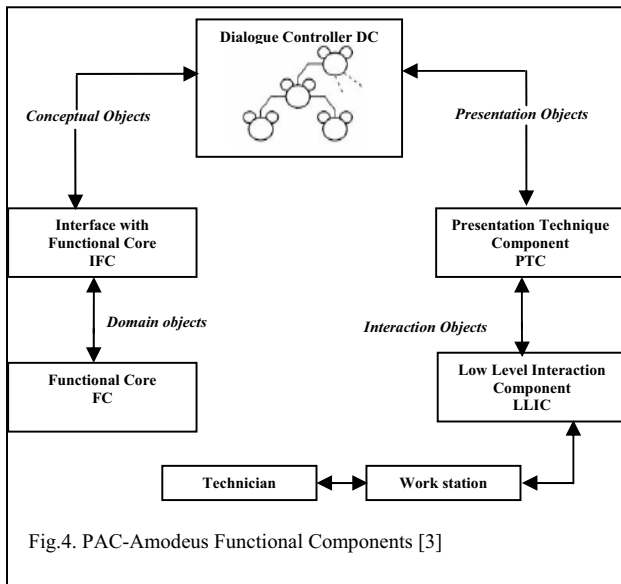 Dialogue Controller DC
Conceptual Objects
Presentation Objects
Interface with
Functional Core
IFC
Presentation Technique
Component
PTC
Domain objects
Interaction Objects
Functional Core
FC
Low Level Interaction
Component
LLIC
Technician
Work station
Fig.4. PAC-Amodeus Functional Components [3]